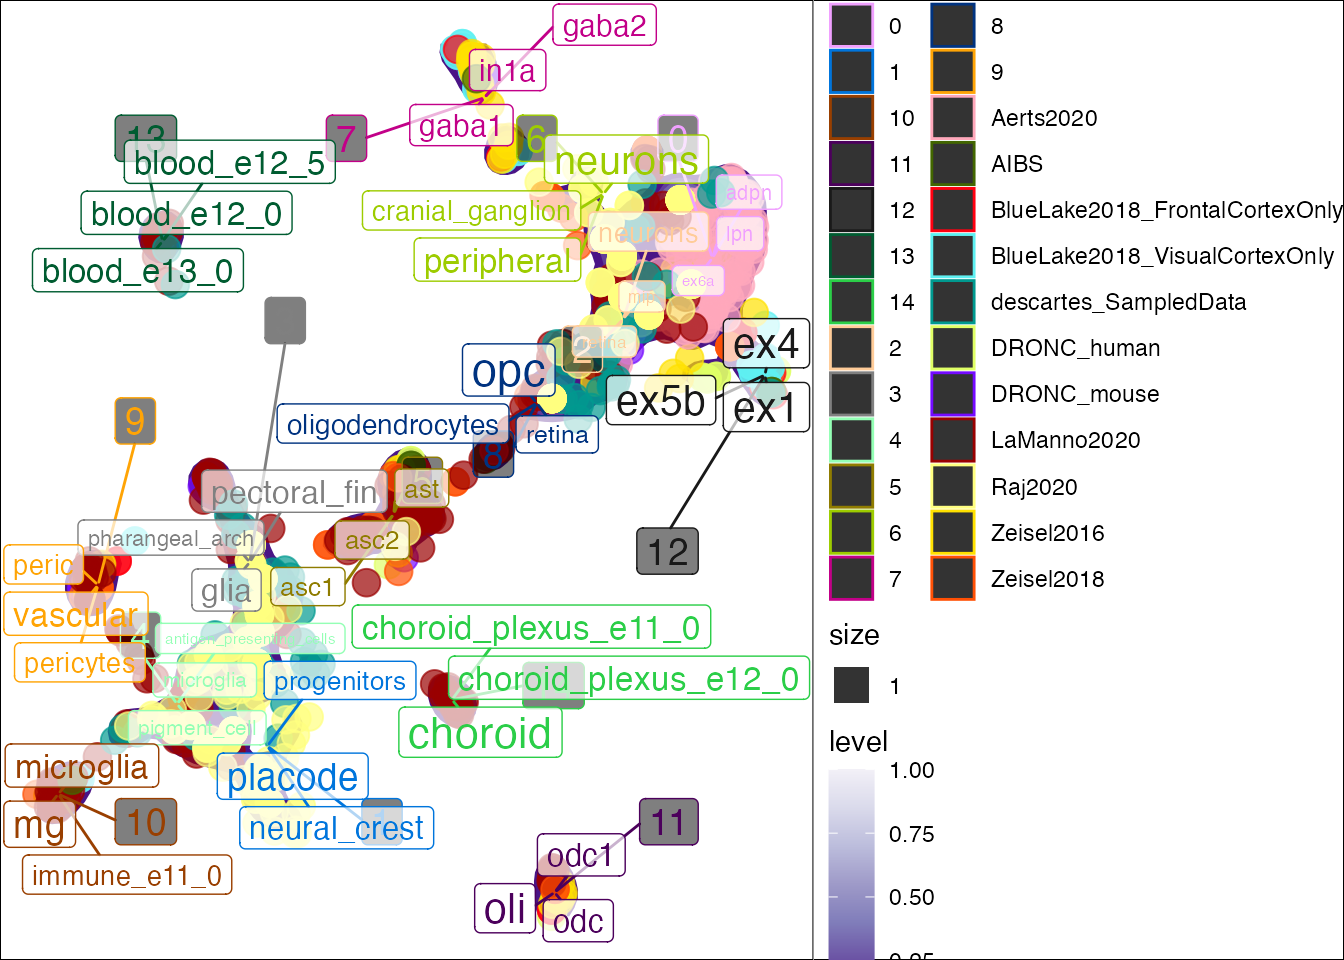 gaba2
in1a
gaba1
7
13
6
0
neurons
blood_e12_5
blood_e12_0
blood_e13_0
cranial_ganglion
peripheral
adpn
neurons
lpn
ex6a
2
ex4
ex5b
ex1
opc
oligodendrocytes
retina
8
9
pectoral_fin
ast
pharangeal_arch
asc2
peric
glia
asc1
vascular
4
antigen_presenting_cells
pericytes
microglia
progenitors
pigment_cell
choroid_plexus_e11_0
choroid_plexus_e12_0
choroid
12
microglia
placode
mg
10
neural_crest
1
immune_e11_0
11
odc1
oli
odc
0
1
10
11
12
13
14
2
3
4
5
6
7
8
9
Aerts2020
AIBS
BlueLake2018_FrontalCortexOnly
BlueLake2018_VisualCortexOnly
descartes_SampledData
DRONC_human
DRONC_mouse
LaManno2020
Raj2020
Zeisel2016
Zeisel2018
size
1
level
1.00
0.75
0.50